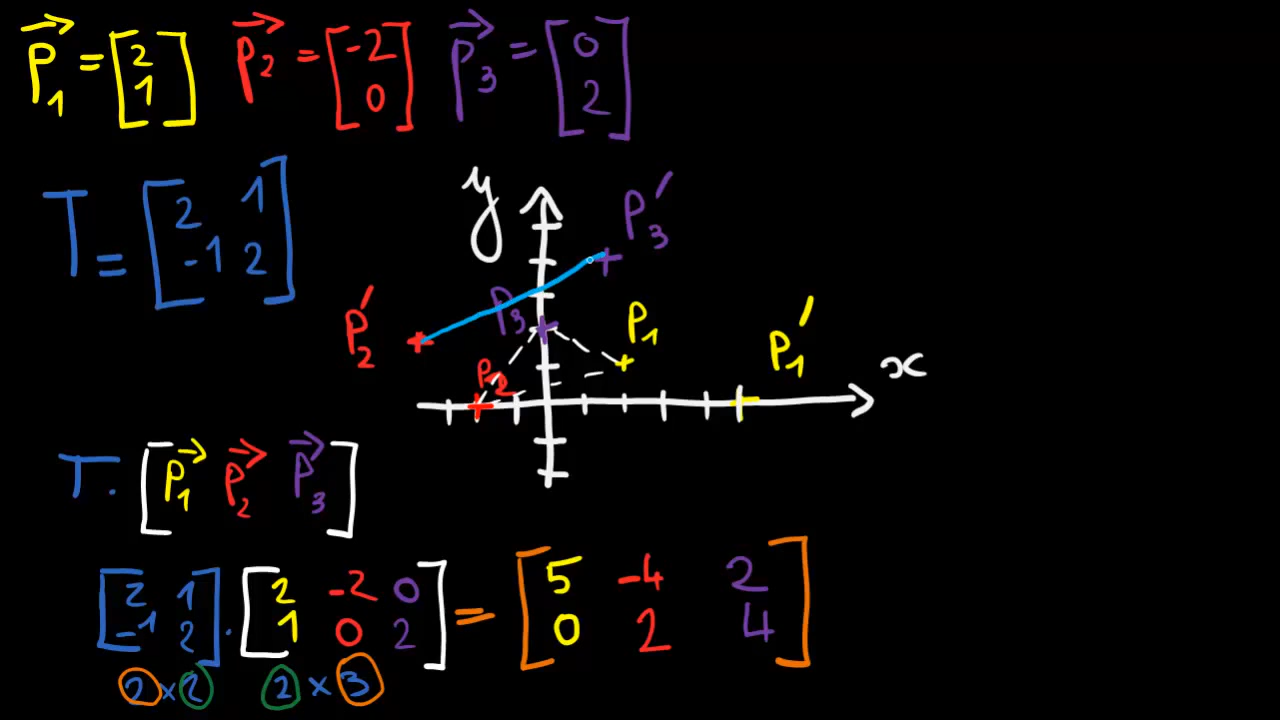 P₁ = [2 1] P₂ = [-2 0] P₃ = [0 2]
T = [2 1 -1 2]
y
P₃′
P₃
P₁
P₂′
P₁′
x
P₂
T. [P₁ P₂ P₃]
[2 1 -1 2] . [2 -2 0 1 0 2] = [5 -4 2 0 2 4]
2 x 2 2 x 3